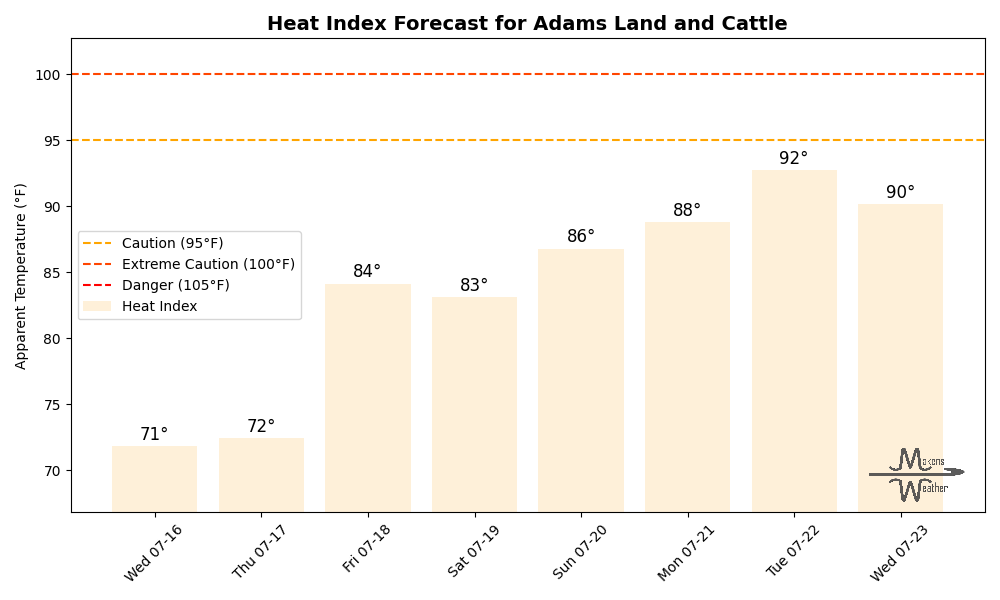 Heat Index Forecast for Adams Land and Cattle
Apparent Temperature (°F)
100
95
90
85
80
75
70
Caution (95°F)
Extreme Caution (100°F)
Danger (105°F)
Heat Index
71°
72°
84°
83°
86°
88°
92°
90°
Wed 07-16
Thu 07-17
Fri 07-18
Sat 07-19
Sun 07-20
Mon 07-21
Tue 07-22
Wed 07-23
Weather